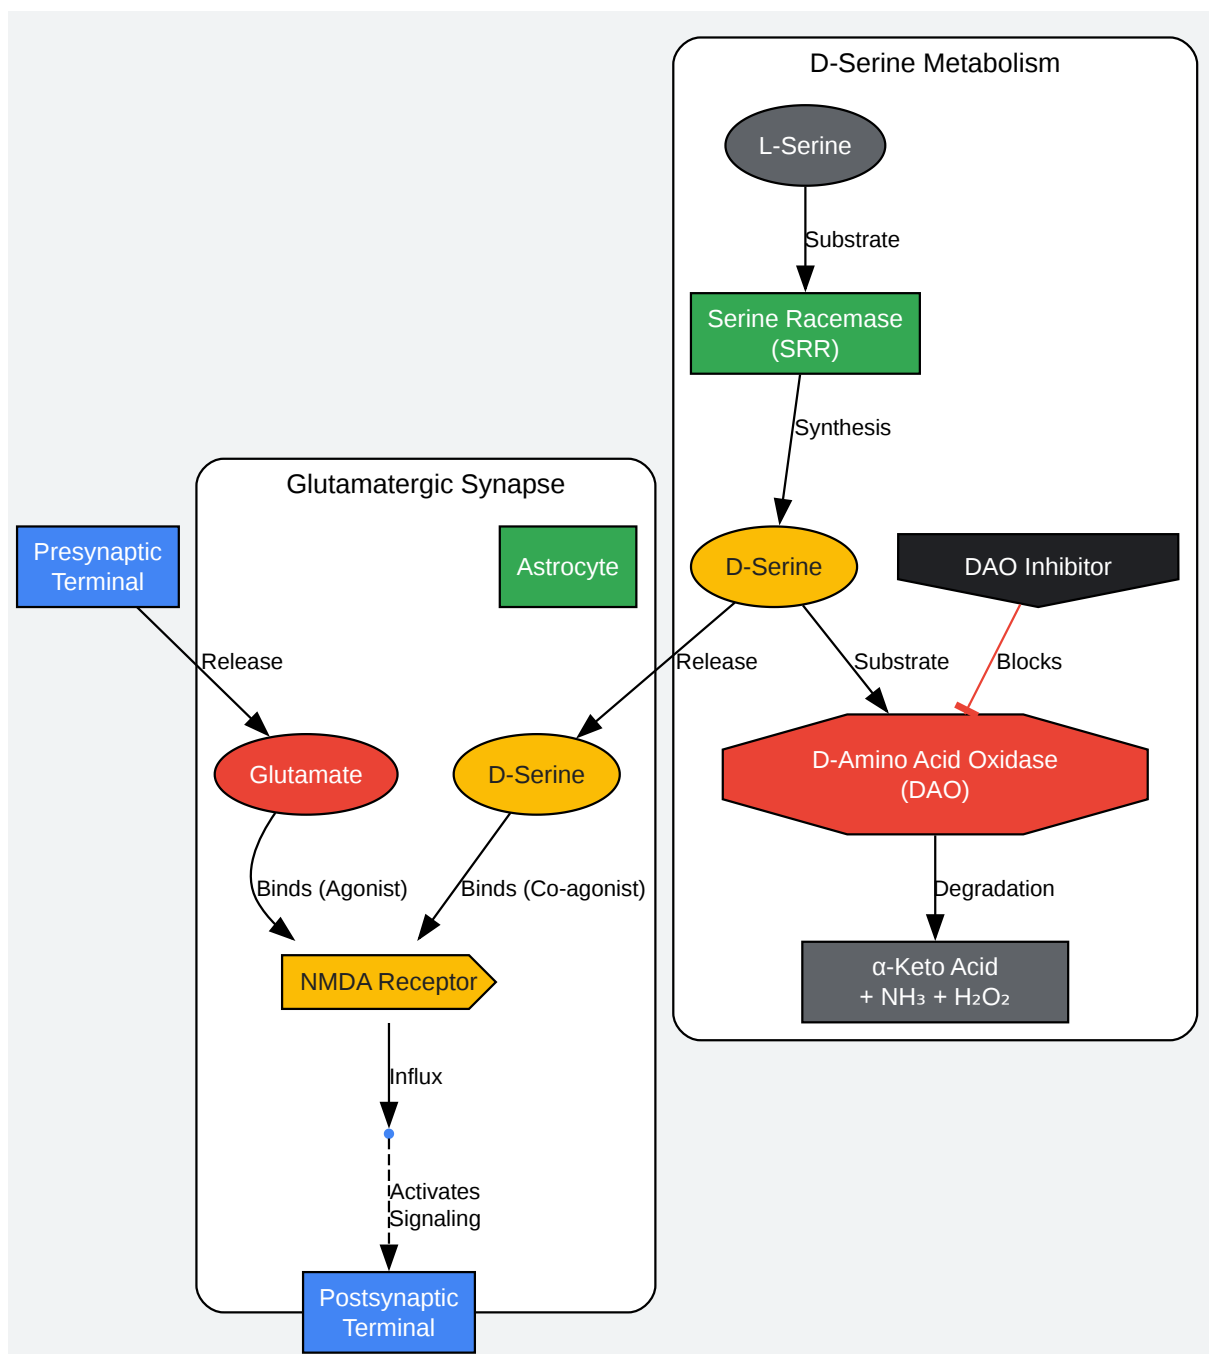 D-Serine Metabolism
L-Serine
Substrate
Serine Racemase
(SRR)
Synthesis
Glutamatergic Synapse
Presynaptic
Terminal
Astrocyte
D-Serine
DAO Inhibitor
Release
Release
Substrate
Blocks
Glutamate
D-Serine
D-Amino Acid Oxidase
(DAO)
Binds (Agonist)
Binds (Co-agonist)
Degradation
NMDA Receptor
α-Keto Acid
+ NH₃ + H₂O₂
Influx
Activates
Signaling
Postsynaptic
Terminal